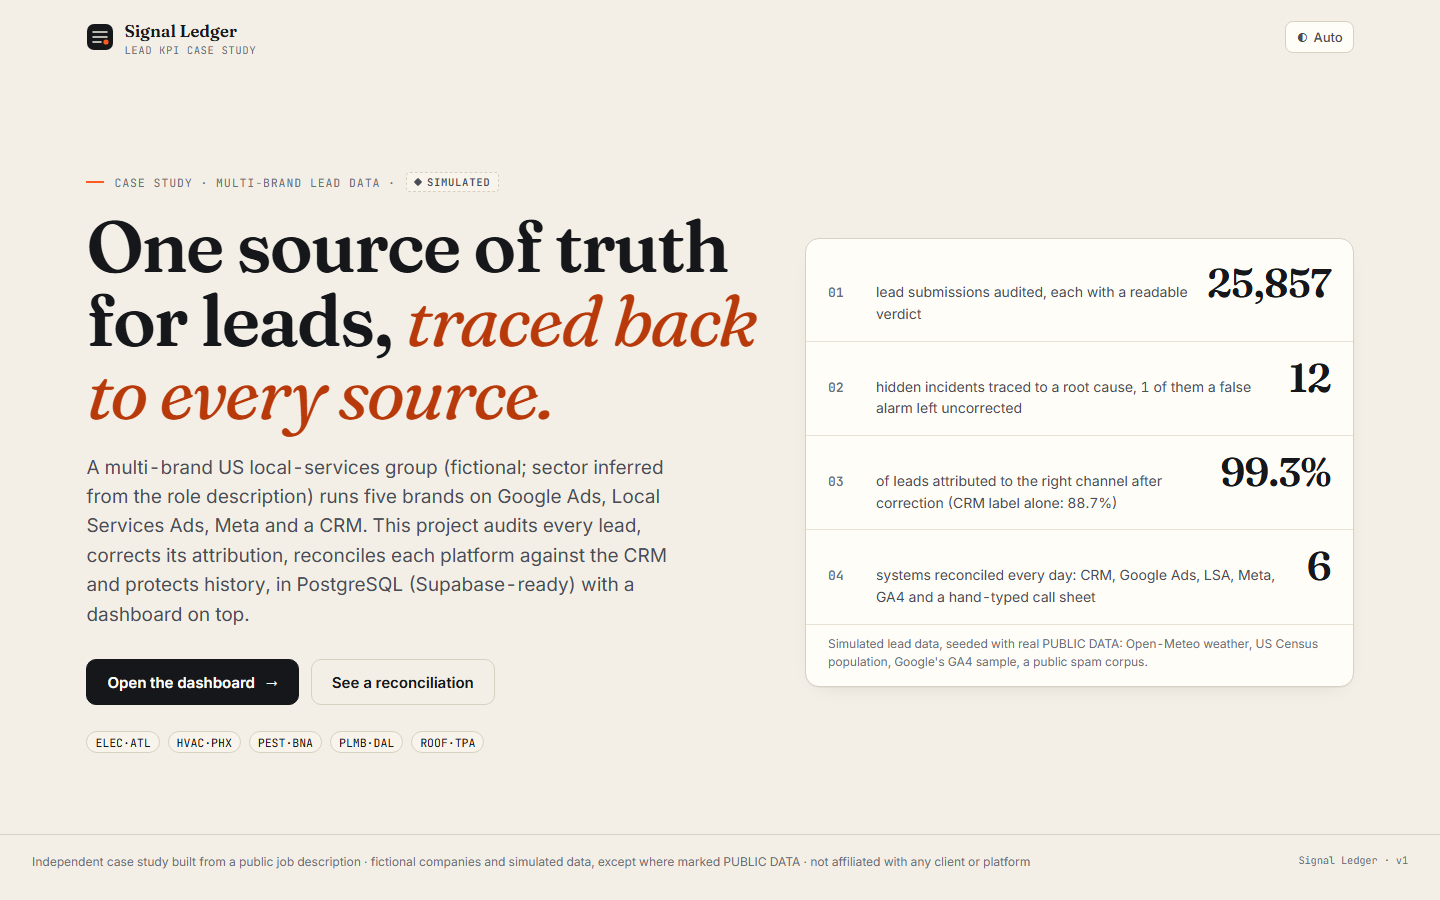 Signal Ledger
LEAD KPI CASE STUDY
Auto
CASE STUDY · MULTI-BRAND LEAD DATA ·
SIMULATED
One source of truth
for leads, traced back
to every source.
A multi-brand US local-services group (fictional; sector inferred
from the role description) runs five brands on Google Ads, Local
Services Ads, Meta and a CRM. This project audits every lead,
corrects its attribution, reconciles each platform against the CRM
and protects history, in PostgreSQL (Supabase-ready) with a
dashboard on top.
Open the dashboard →
See a reconciliation
ELEC·ATL
HVAC·PHX
PEST·BNA
PLMB·DAL
ROOF·TPA
01
lead submissions audited, each with a readable
verdict
25,857
02
hidden incidents traced to a root cause, 1 of them a false
alarm left uncorrected
12
03
of leads attributed to the right channel after
correction (CRM label alone: 88.7%)
99.3%
04
systems reconciled every day: CRM, Google Ads, LSA, Meta,
GA4 and a hand-typed call sheet
6
Simulated lead data, seeded with real PUBLIC DATA: Open-Meteo weather, US Census
population, Google's GA4 sample, a public spam corpus.
Independent case study built from a public job description · fictional companies and simulated data, except where marked PUBLIC DATA · not affiliated with any client or platform
Signal Ledger · v1